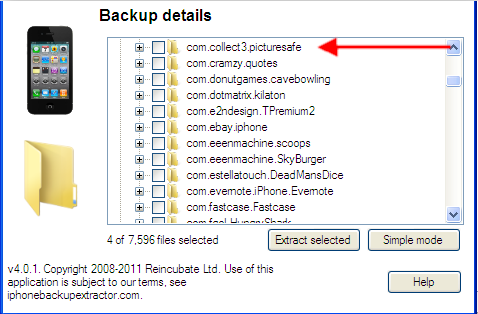 Backup details
com.collect3.picturesafe
com.cramzy.quotes
com.donutgames.cavebowling
com.dotmatrix.kilaton
com.e2ndesign.TPremium2
com.ebay.iphone
com.eeenmachine.scoops
com.eeenmachine.SkyBurger
com.estellatouch.DeadMansDice
com.evernote.iPhone.Evernote
com.fastcase.Fastcase
com.fool.HungryShark
4 of 7,596 files selected
Extract selected
Simple mode
v4.0.1. Copyright 2008-2011 Reincubate Ltd. Use of this
application is subject to our terms, see
iphonebackupextractor.com.
Help